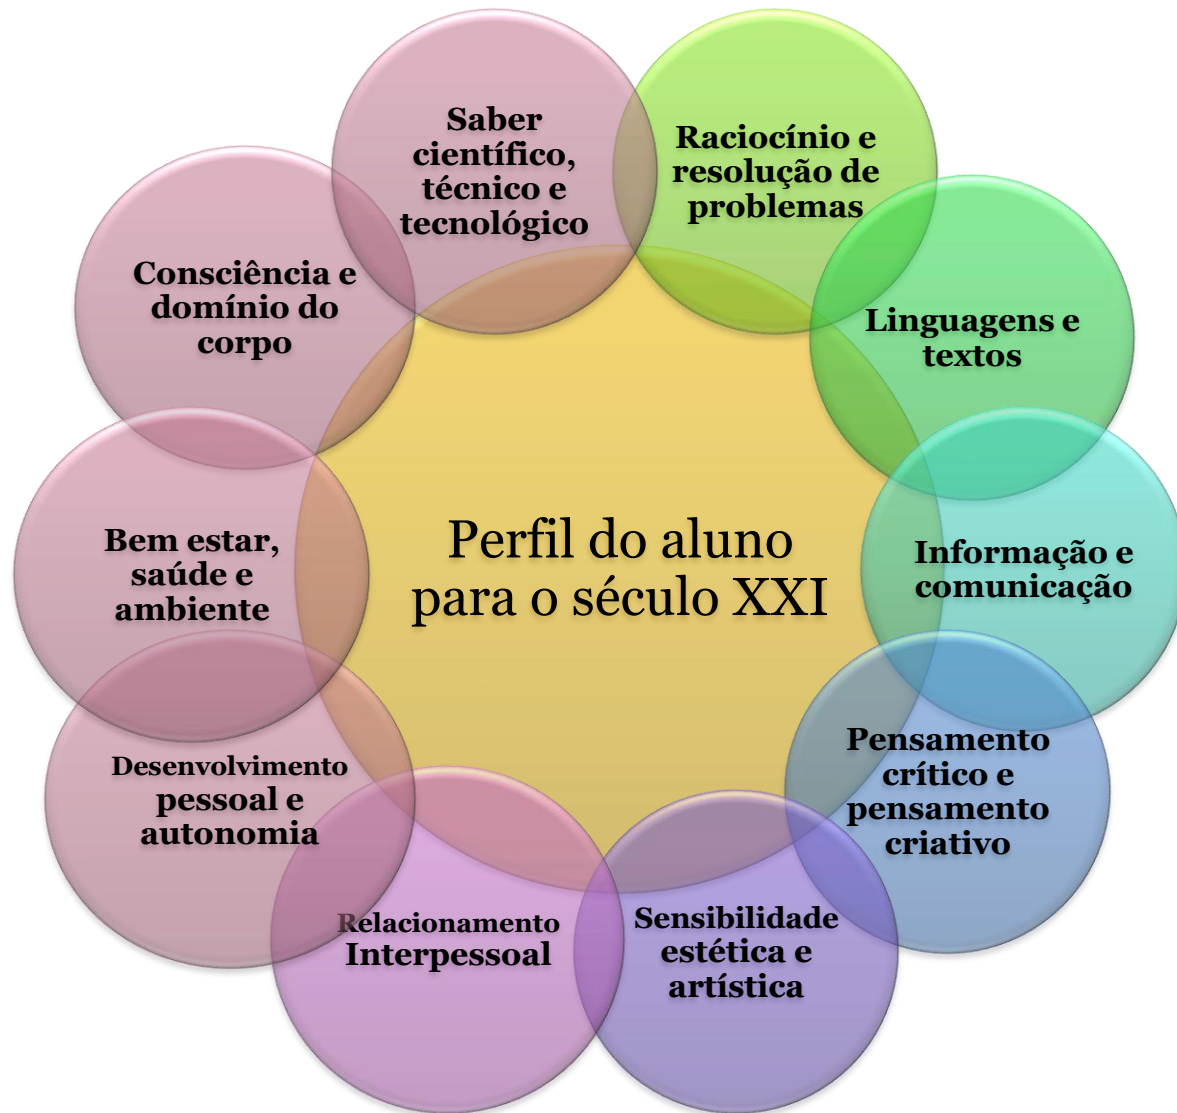 Perfil do aluno
para o século XXI
Raciocínio e
resolução de
problemas
Linguagens e
textos
Informação e
comunicação
Pensamento
crítico e
pensamento
criativo
Sensibilidade
estética e
artística
Relacionamento
Interpessoal
Desenvolvimento
pessoal e
autonomia
Bem estar,
saúde e
ambiente
Consciência e
domínio do
corpo
Saber
científico,
técnico e
tecnológico